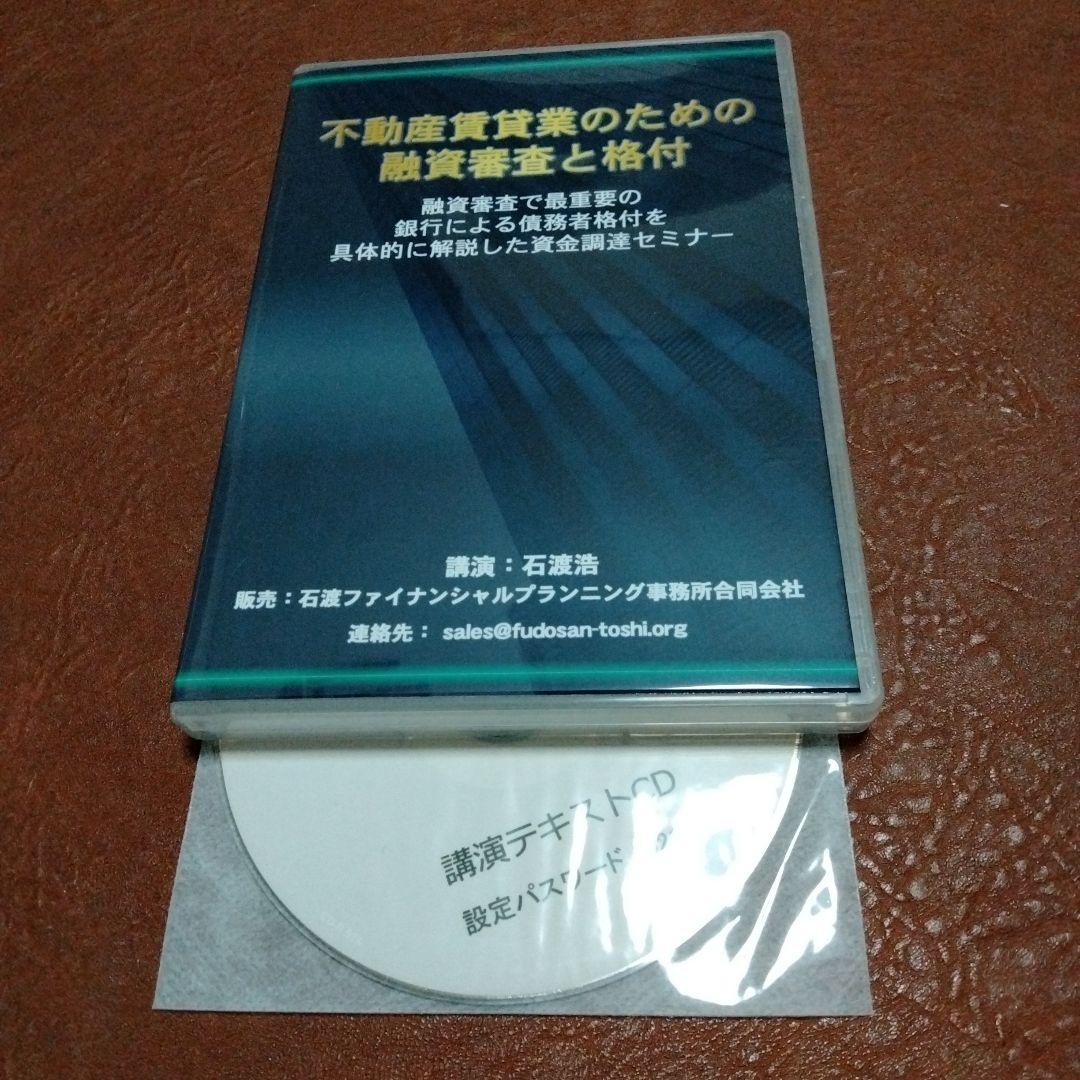 不動産賃貸業のための
融資審査と格付
融資審査で最重要の
銀行による債務者格付を
具体的に解説した資金調達セミナー
講演：石渡浩
販売：石渡ファイナンシャルプランニング事務所合同会社
連絡先： sales@fudosan-toshi.org
講演テキストCD
設定パスワード